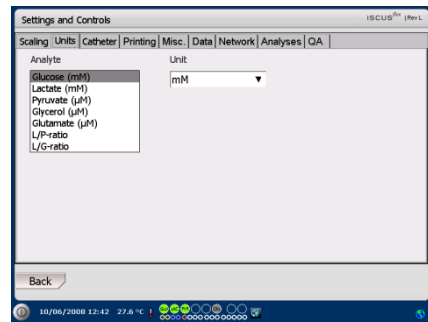 Settings and Controls
ISCUSflex |Rev L
Scaling Units Catheter Printing Misc. Data Network Analyses QA
Analyte Unit
Glucose (mM)
mM
Lactate (mM)
Pyruvate (µM)
Glycerol (µM)
Glutamate (µM)
L/P-ratio
L/G-ratio
Back
10/06/2008 12:42 27.6 °C